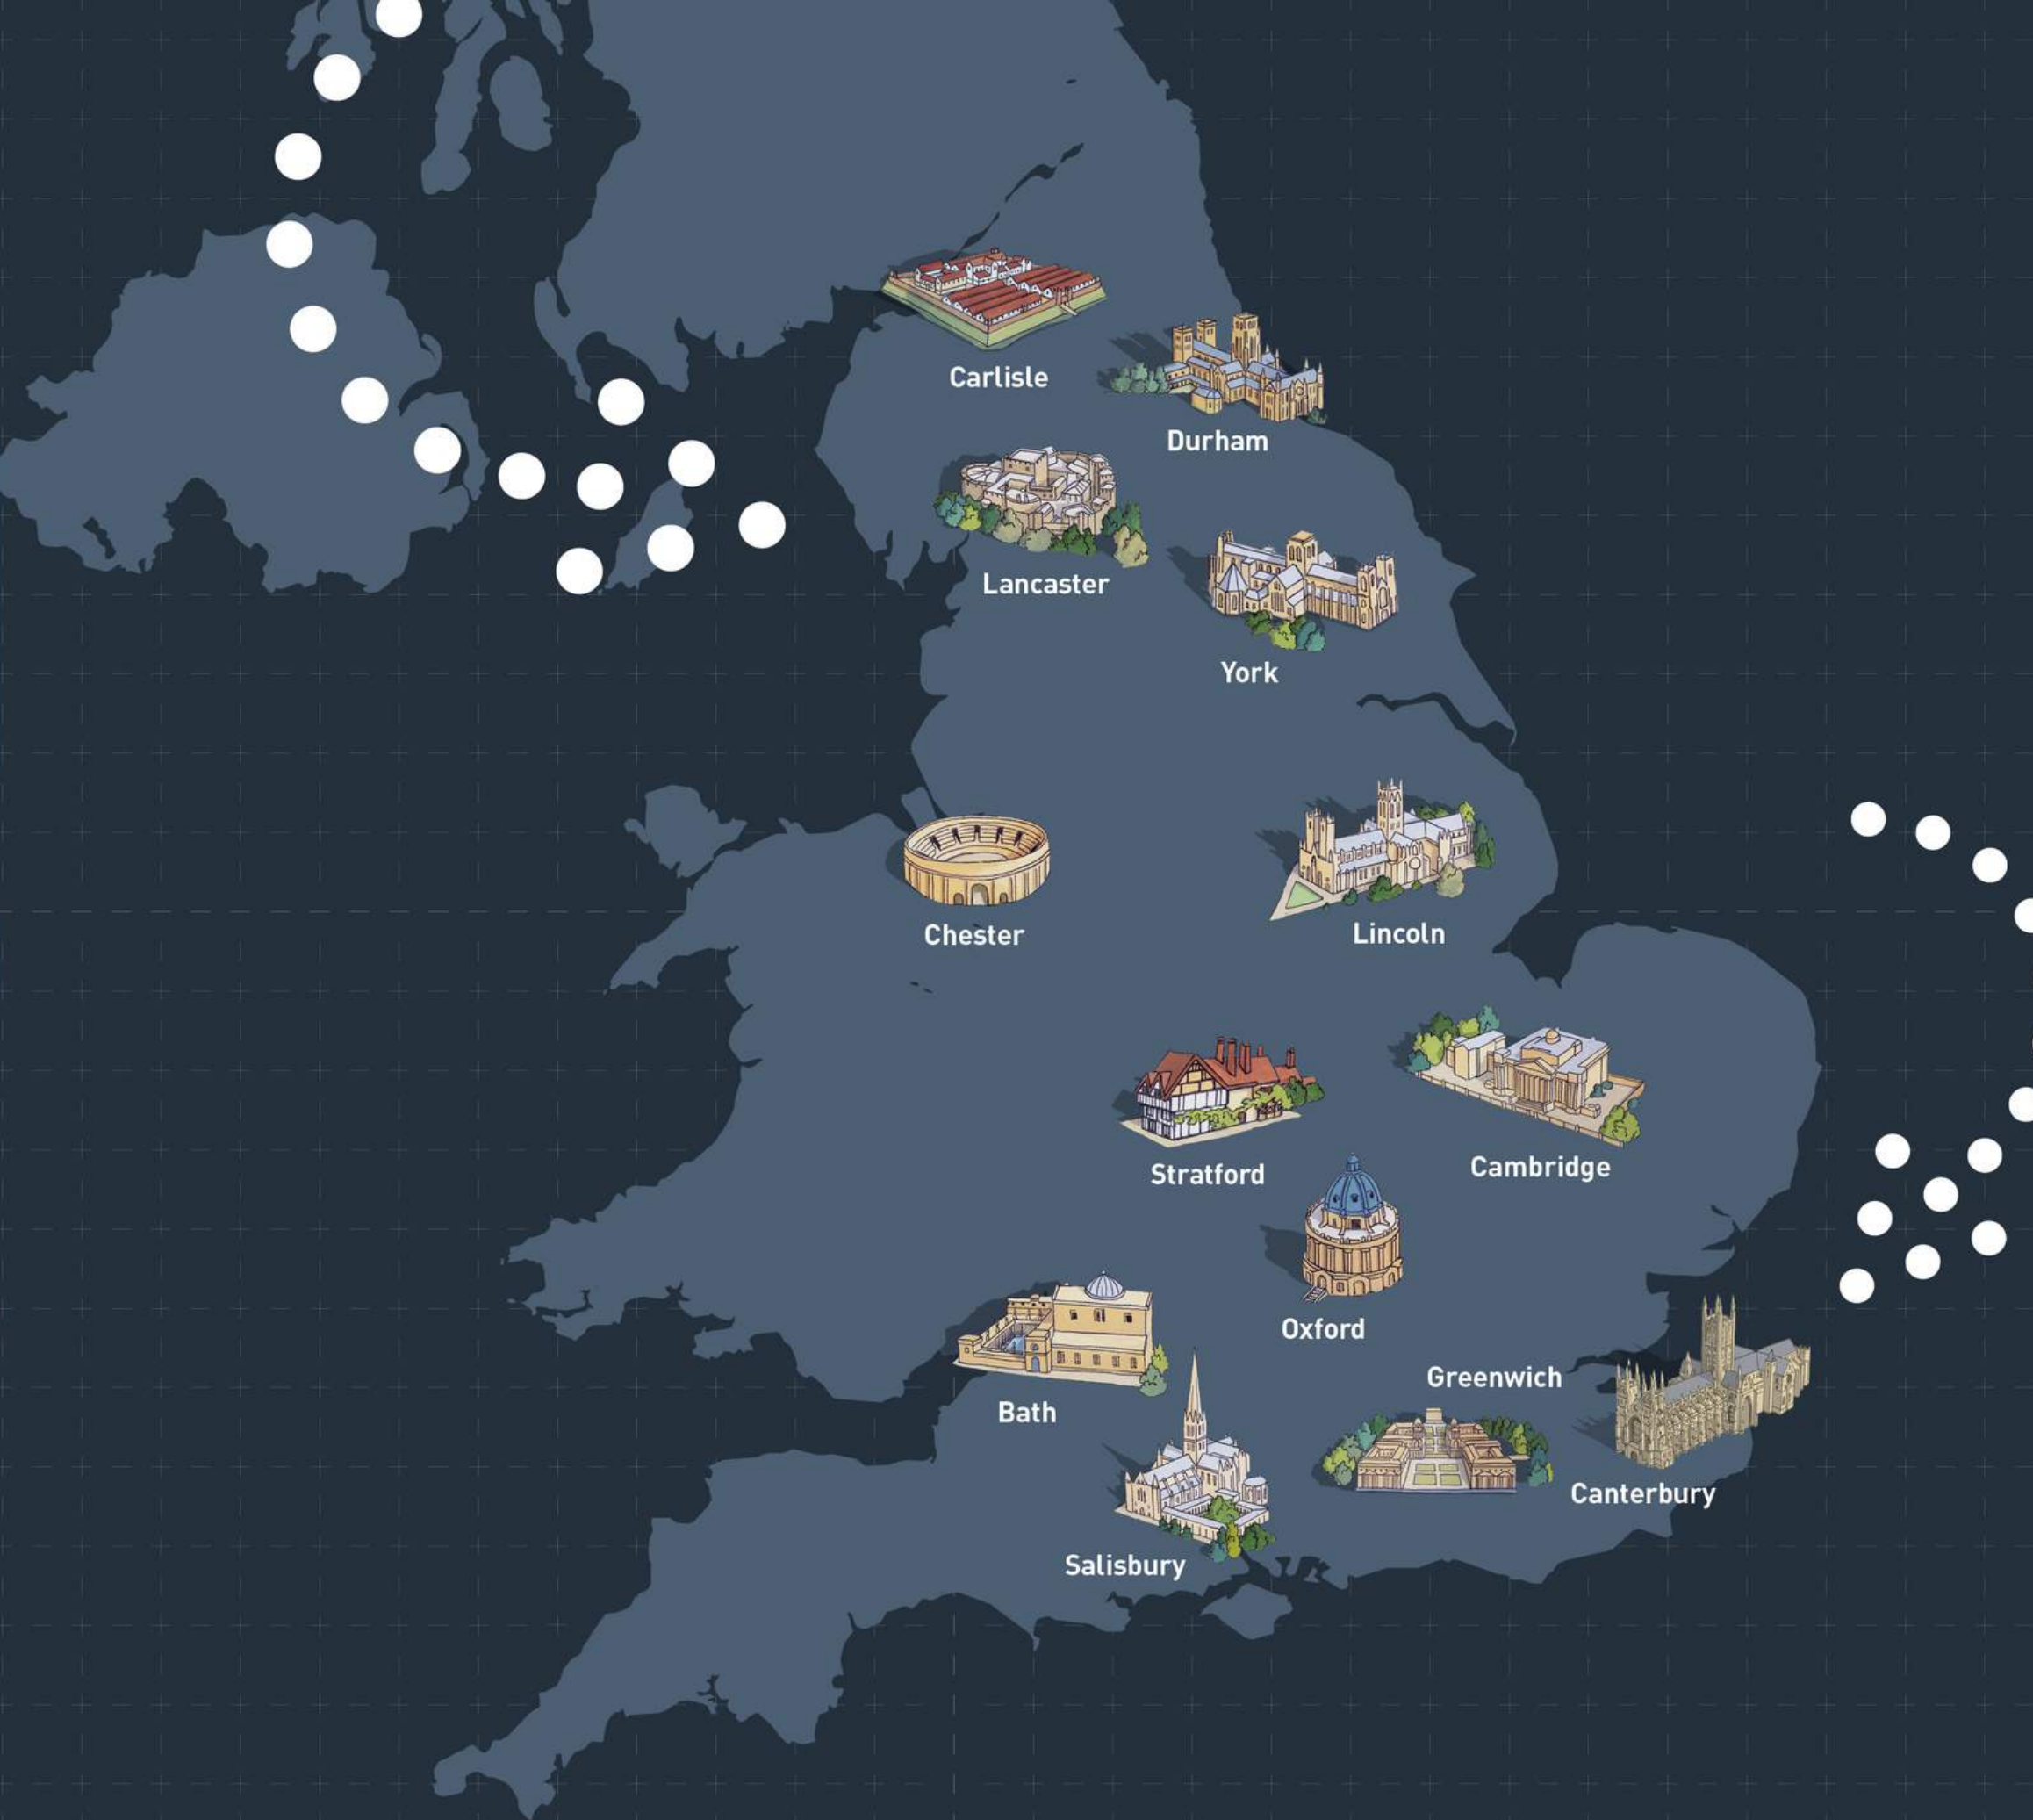 Carlisle
Durham
Lancaster
York
Chester
Lincoln
Stratford
Cambridge
Oxford
Greenwich
Bath
Canterbury
Salisbury